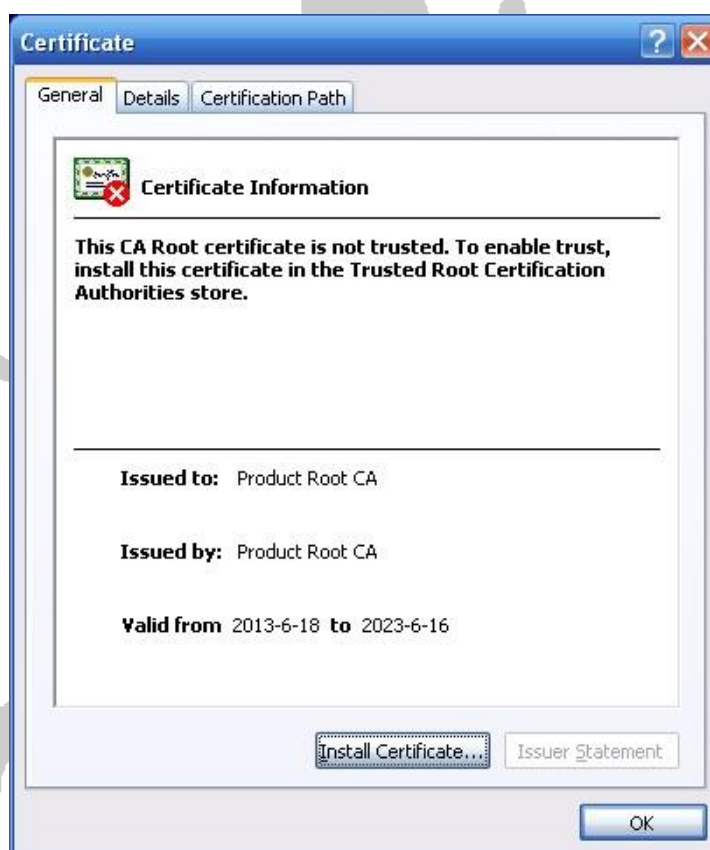 Certificate
General Details Certification Path
Certificate Information
This CA Root certificate is not trusted. To enable trust,
install this certificate in the Trusted Root Certification
Authorities store.
Issued to: Product Root CA
Issued by: Product Root CA
Valid from 2013-6-18 to 2023-6-16
Install Certificate... Issuer Statement
OK